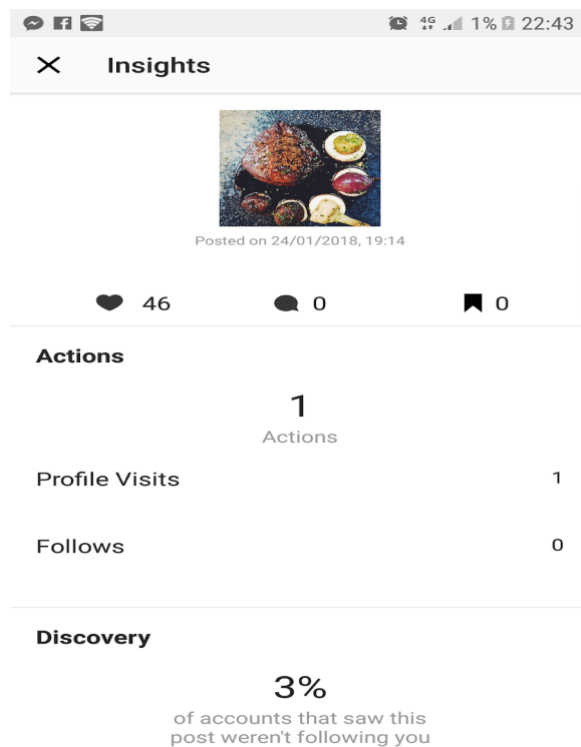 4G 1% 22:43
Insights
Posted on 24/01/2018, 19:14
46 0 0
Actions
1
Actions
Profile Visits 1
Follows 0
Discovery
3%
of accounts that saw this
post weren't following you